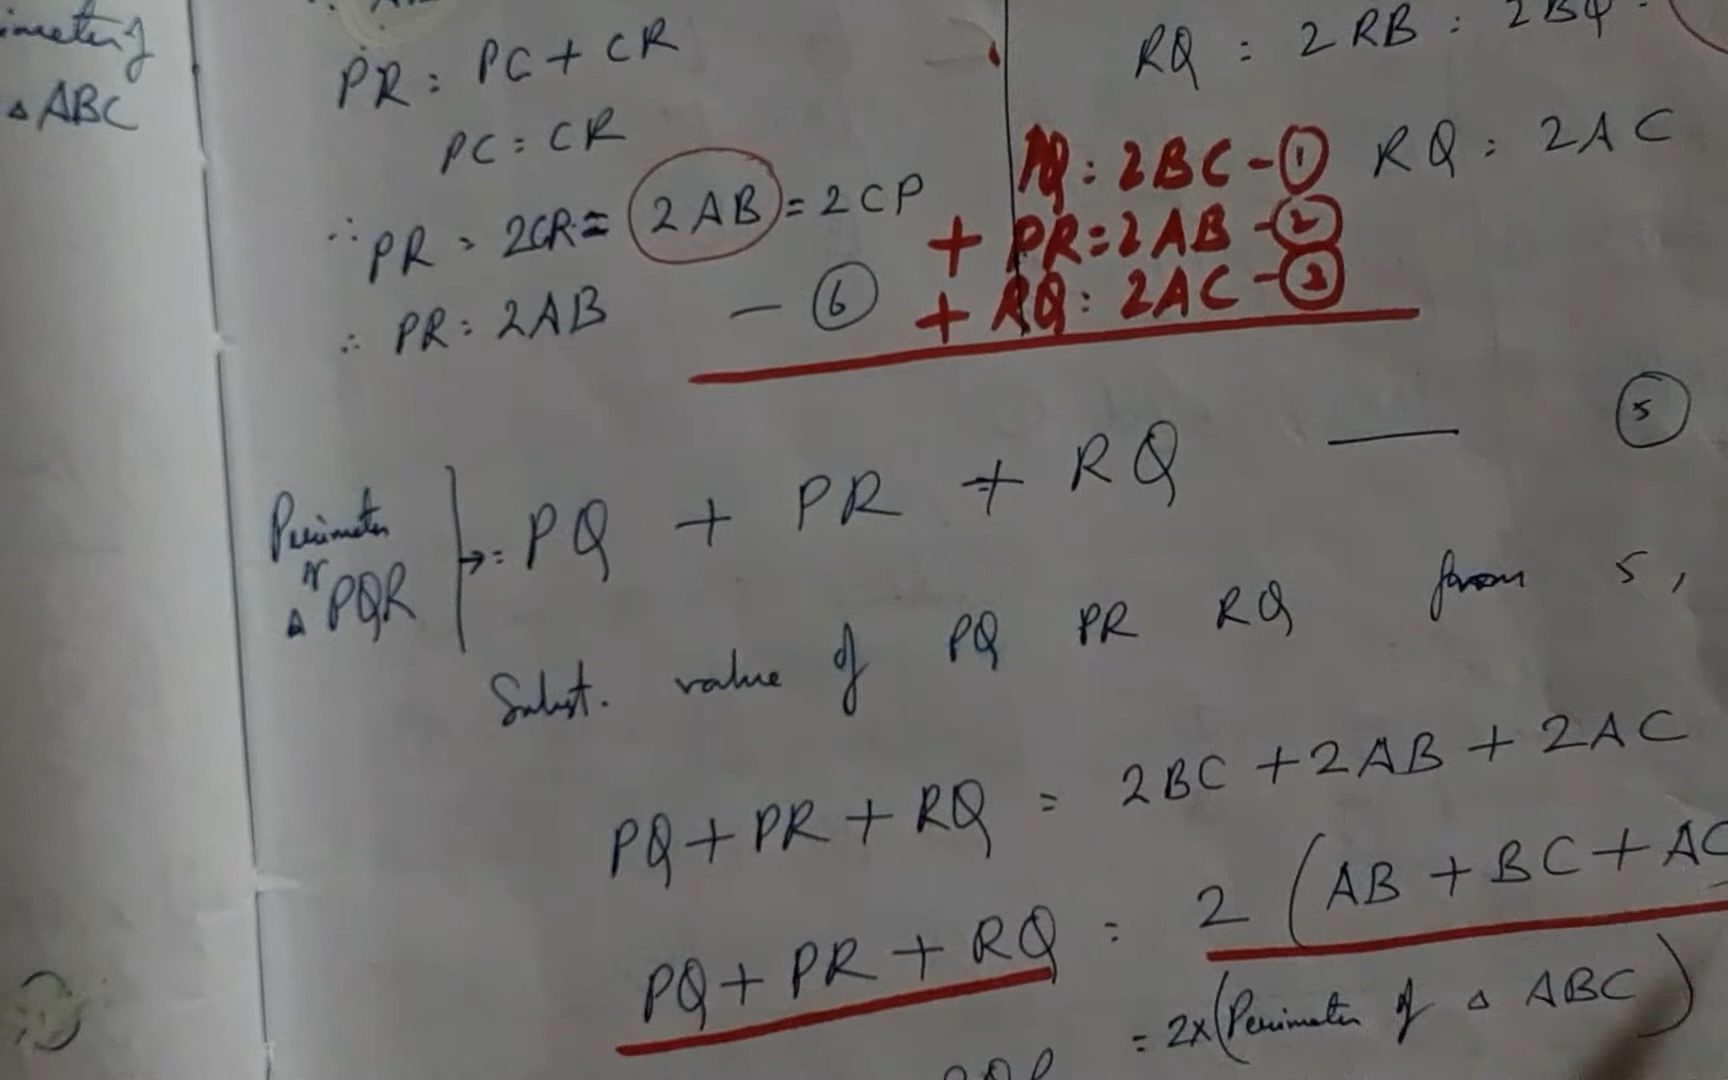 △ ABC
PR = PC + CR
PC = CR
∴ PR = 2CR = 2AB = 2CP
∴ PR = 2AB — 6
RQ = 2RB = 2BQ
RQ = 2AC
PQ = 2BC - 1
+ PR = 2AB - 2
+ RQ = 2AC - 3
Perimeter
△ PQR
= PQ + PR + RQ — 5
Subst. value of PQ PR RQ from 5,
PQ + PR + RQ = 2BC + 2AB + 2AC
PQ + PR + RQ = 2 (AB + BC + AC
= 2x(Perimeter of △ ABC)